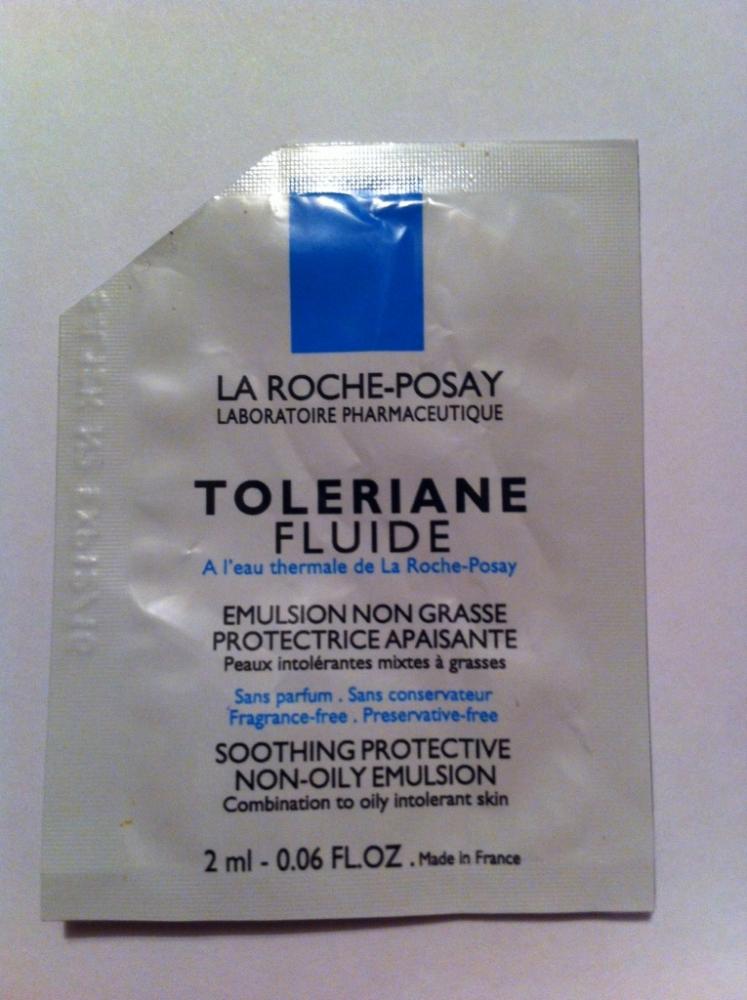 LA ROCHE-POSAY
LABORATOIRE PHARMACEUTIQUE
TOLERIANE
FLUIDE
A l'eau thermale de La Roche-Posay
EMULSION NON GRASSE
PROTECTRICE APAISANTE
Peaux intolérantes mixtes à grasses
Sans parfum . Sans conservateur
Fragrance-free . Preservative-free
SOOTHING PROTECTIVE
NON-OILY EMULSION
Combination to oily intolerant skin
2 ml - 0.06 FL.OZ . Made in France